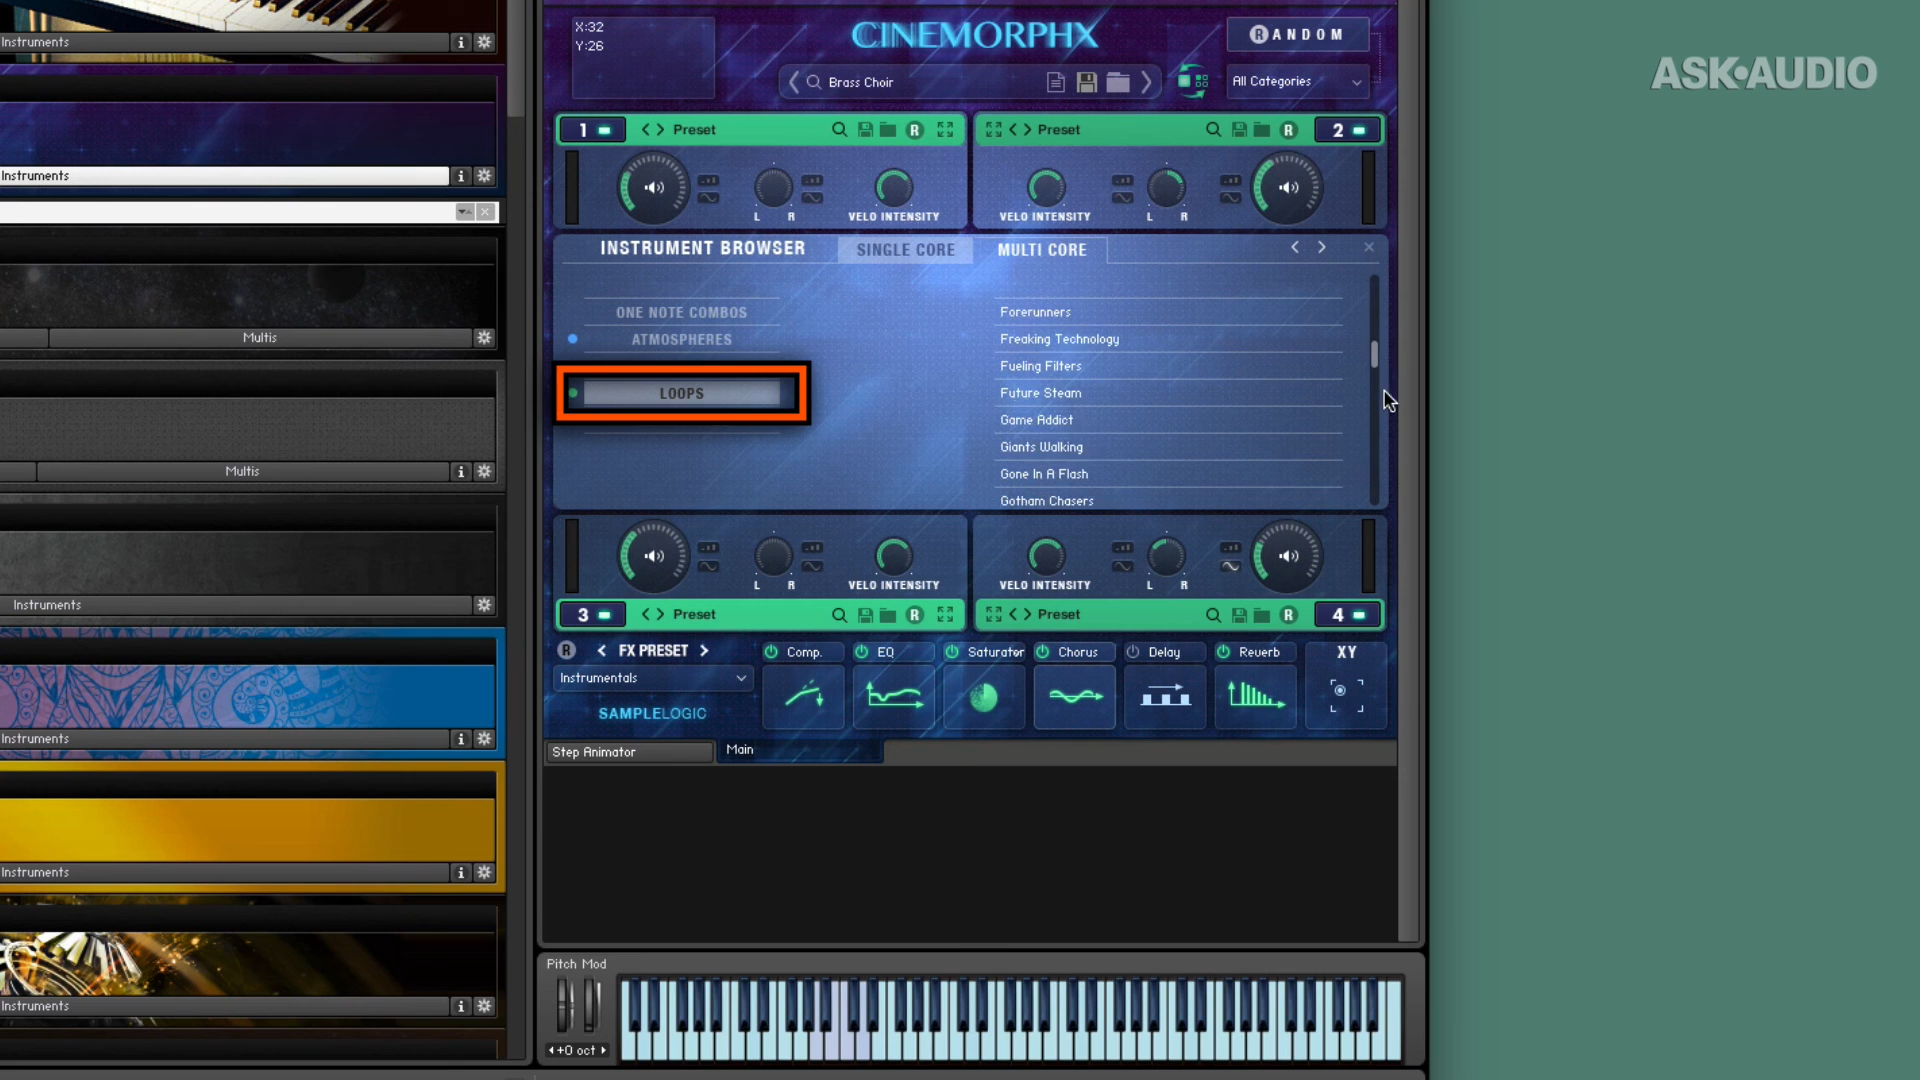 Instruments
X:32
Y:26
CINEMORPHX
RANDOM
ASK•AUDIO
Brass Choir
All Categories
1
Preset
R
Preset
R
2
L R VELO INTENSITY
VELO INTENSITY L R
Instruments
INSTRUMENT BROWSER
SINGLE CORE
MULTI CORE
ONE NOTE COMBOS
ATMOSPHERES
LOOPS
Forerunners
Freaking Technology
Fueling Filters
Future Steam
Game Addict
Giants Walking
Gone In A Flash
Gotham Chasers
Multis
Multis
Instruments
L R VELO INTENSITY
VELO INTENSITY L R
3
Preset
R
Preset
R
4
R
FX PRESET
Comp.
EQ
Saturator
Chorus
Delay
Reverb
XY
Instrumentals
SAMPLELOGIC
Step Animator
Main
Instruments
Instruments
Instruments
Pitch Mod
+0 oct